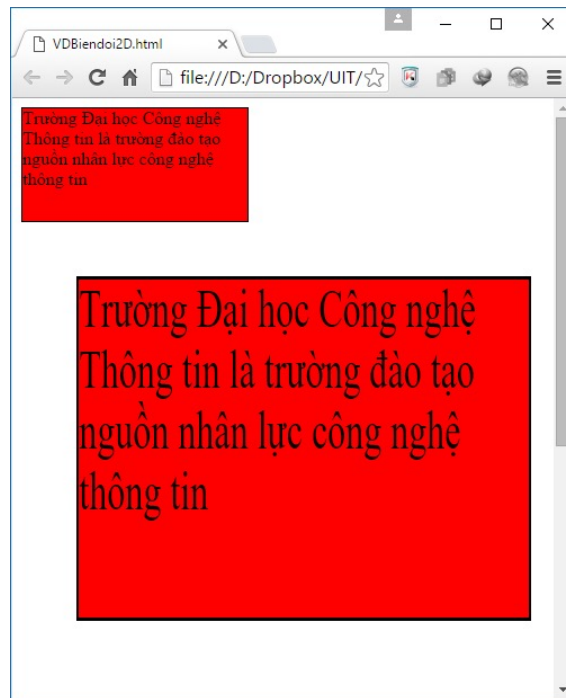 VDBiendoi2D.html
file:///D:/Dropbox/UIT/
Trường Đại học Công nghệ
Thông tin là trường đào tạo
nguồn nhân lực công nghệ
thông tin
Trường Đại học Công nghệ
Thông tin là trường đào tạo
nguồn nhân lực công nghệ
thông tin